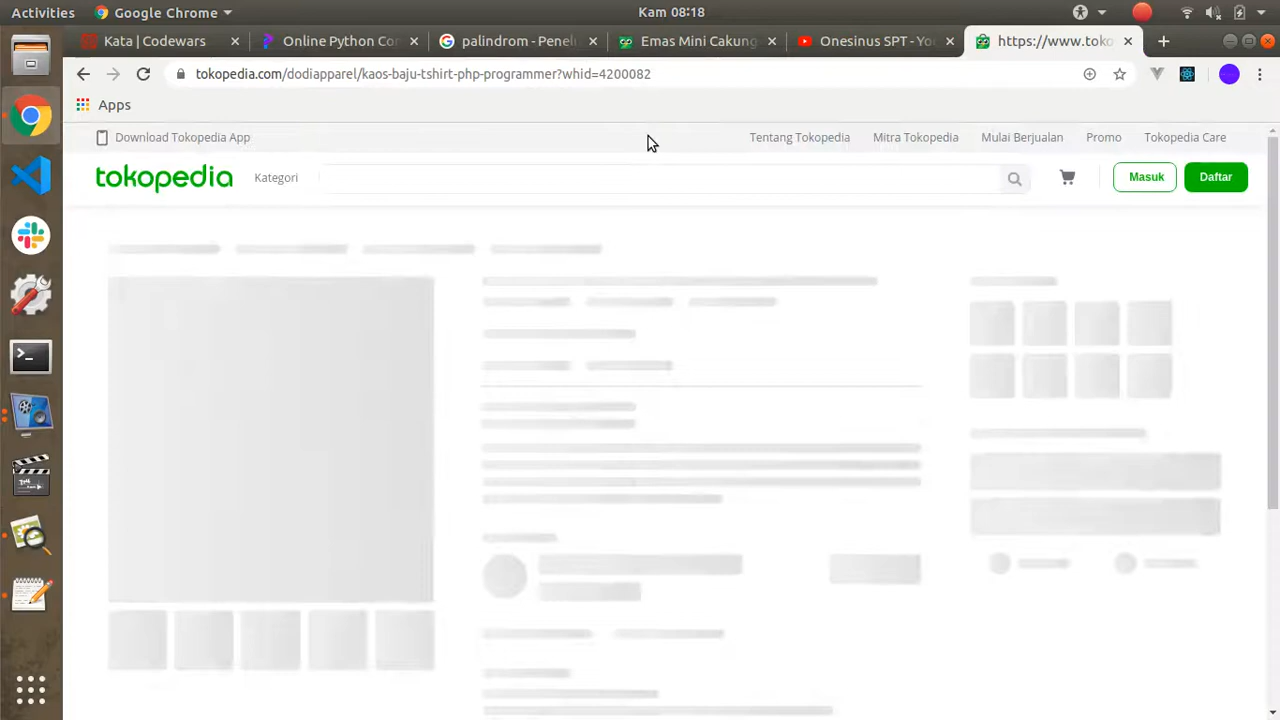 Activities
Google Chrome
Kam 08:18
Kata | Codewars
Online Python Cor
palindrom - Penelu
Emas Mini Cakung
Onesinus SPT - Yo
https://www.toko
tokopedia.com/dodiapparel/kaos-baju-tshirt-php-programmer?whid=4200082
Apps
Download Tokopedia App
Tentang Tokopedia
Mitra Tokopedia
Mulai Berjualan
Promo
Tokopedia Care
tokopedia
Kategori
Masuk
Daftar